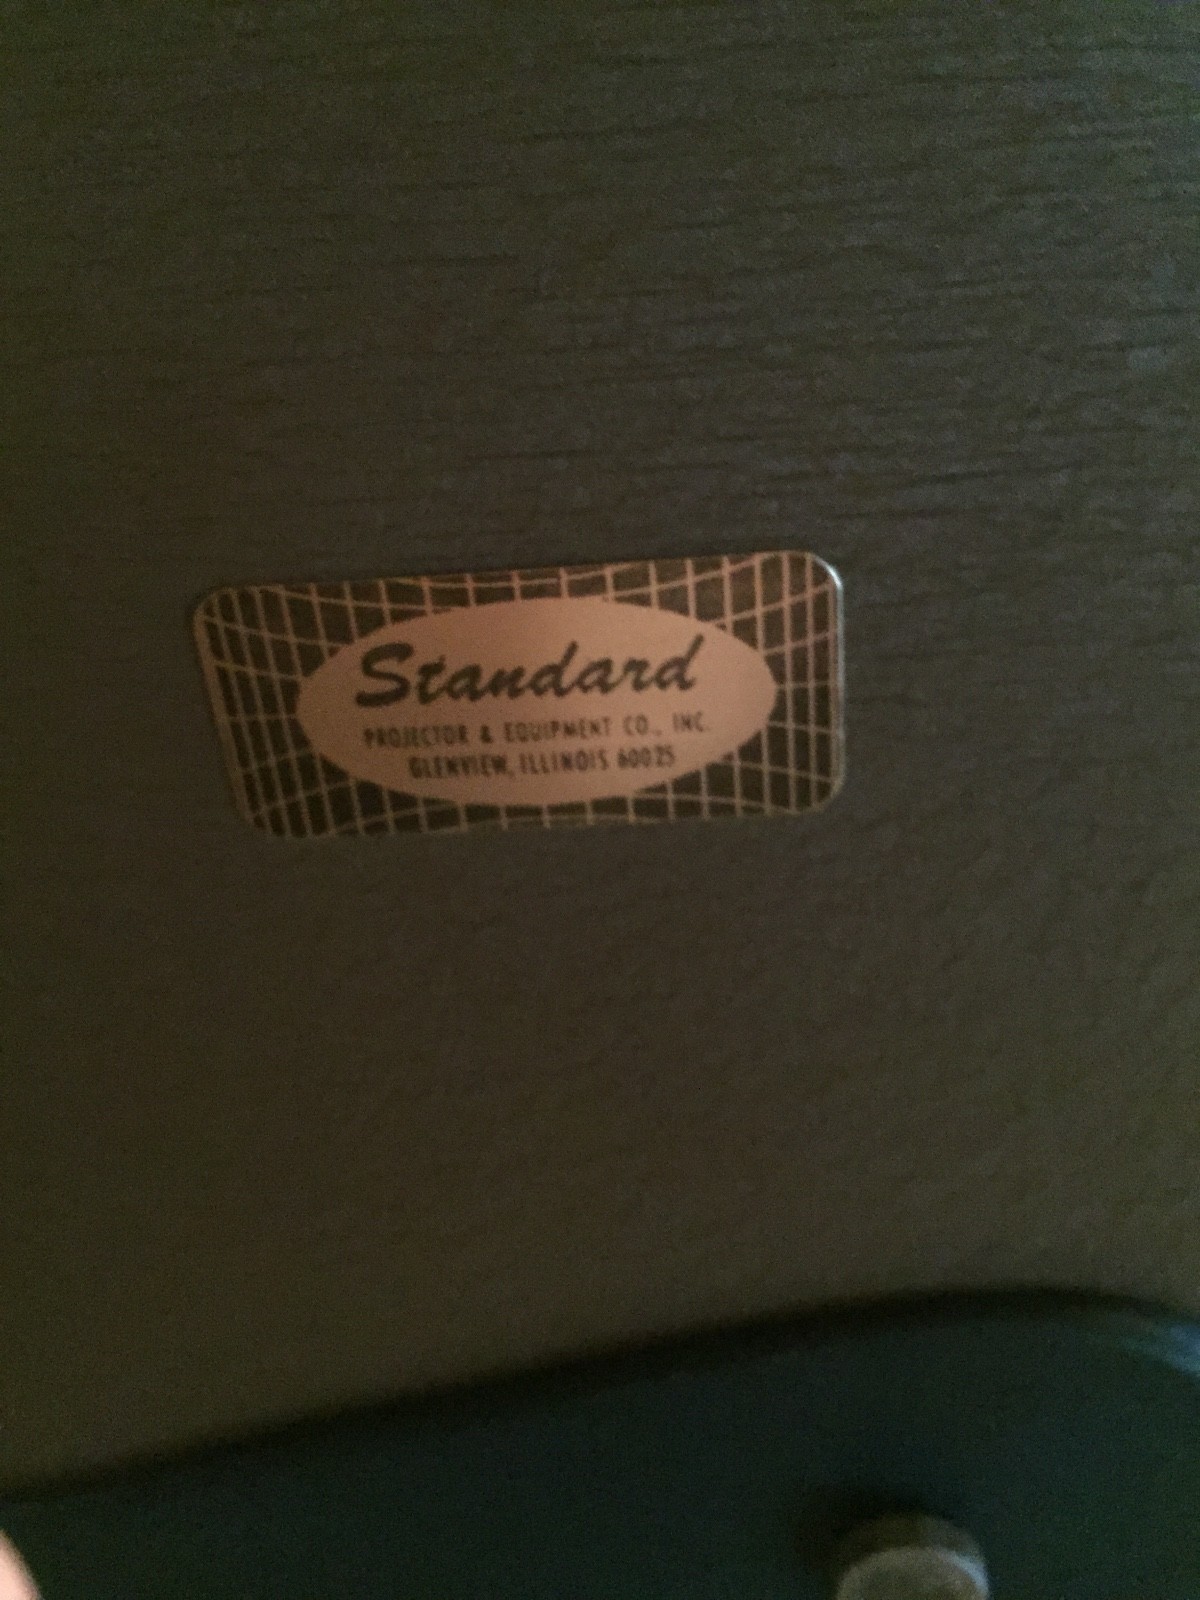 Standard
PROJECTOR & EQUIPMENT CO., INC.
GLENVIEW, ILLINOIS 60025